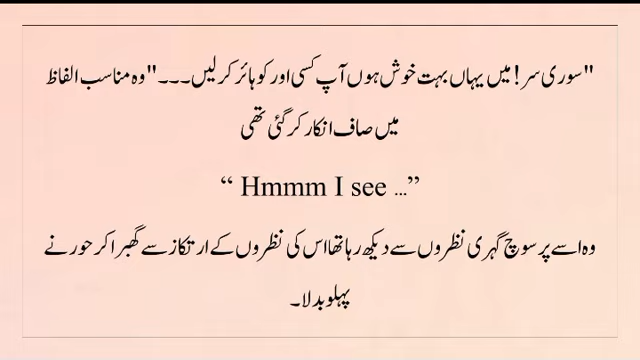 "سوری سر! میں یہاں بہت خوش ہوں آپ کسی اور کو ہائر کر لیں۔۔۔" وہ مناسب الفاظ
میں صاف انکار کر گئی تھی
“ Hmmm I see ...”
وہ اسے پر سوچ گہری نظروں سے دیکھ رہا تھا اس کی نظروں کے ارتکاز سے گھبرا کر حور نے
پہلو بدلا۔